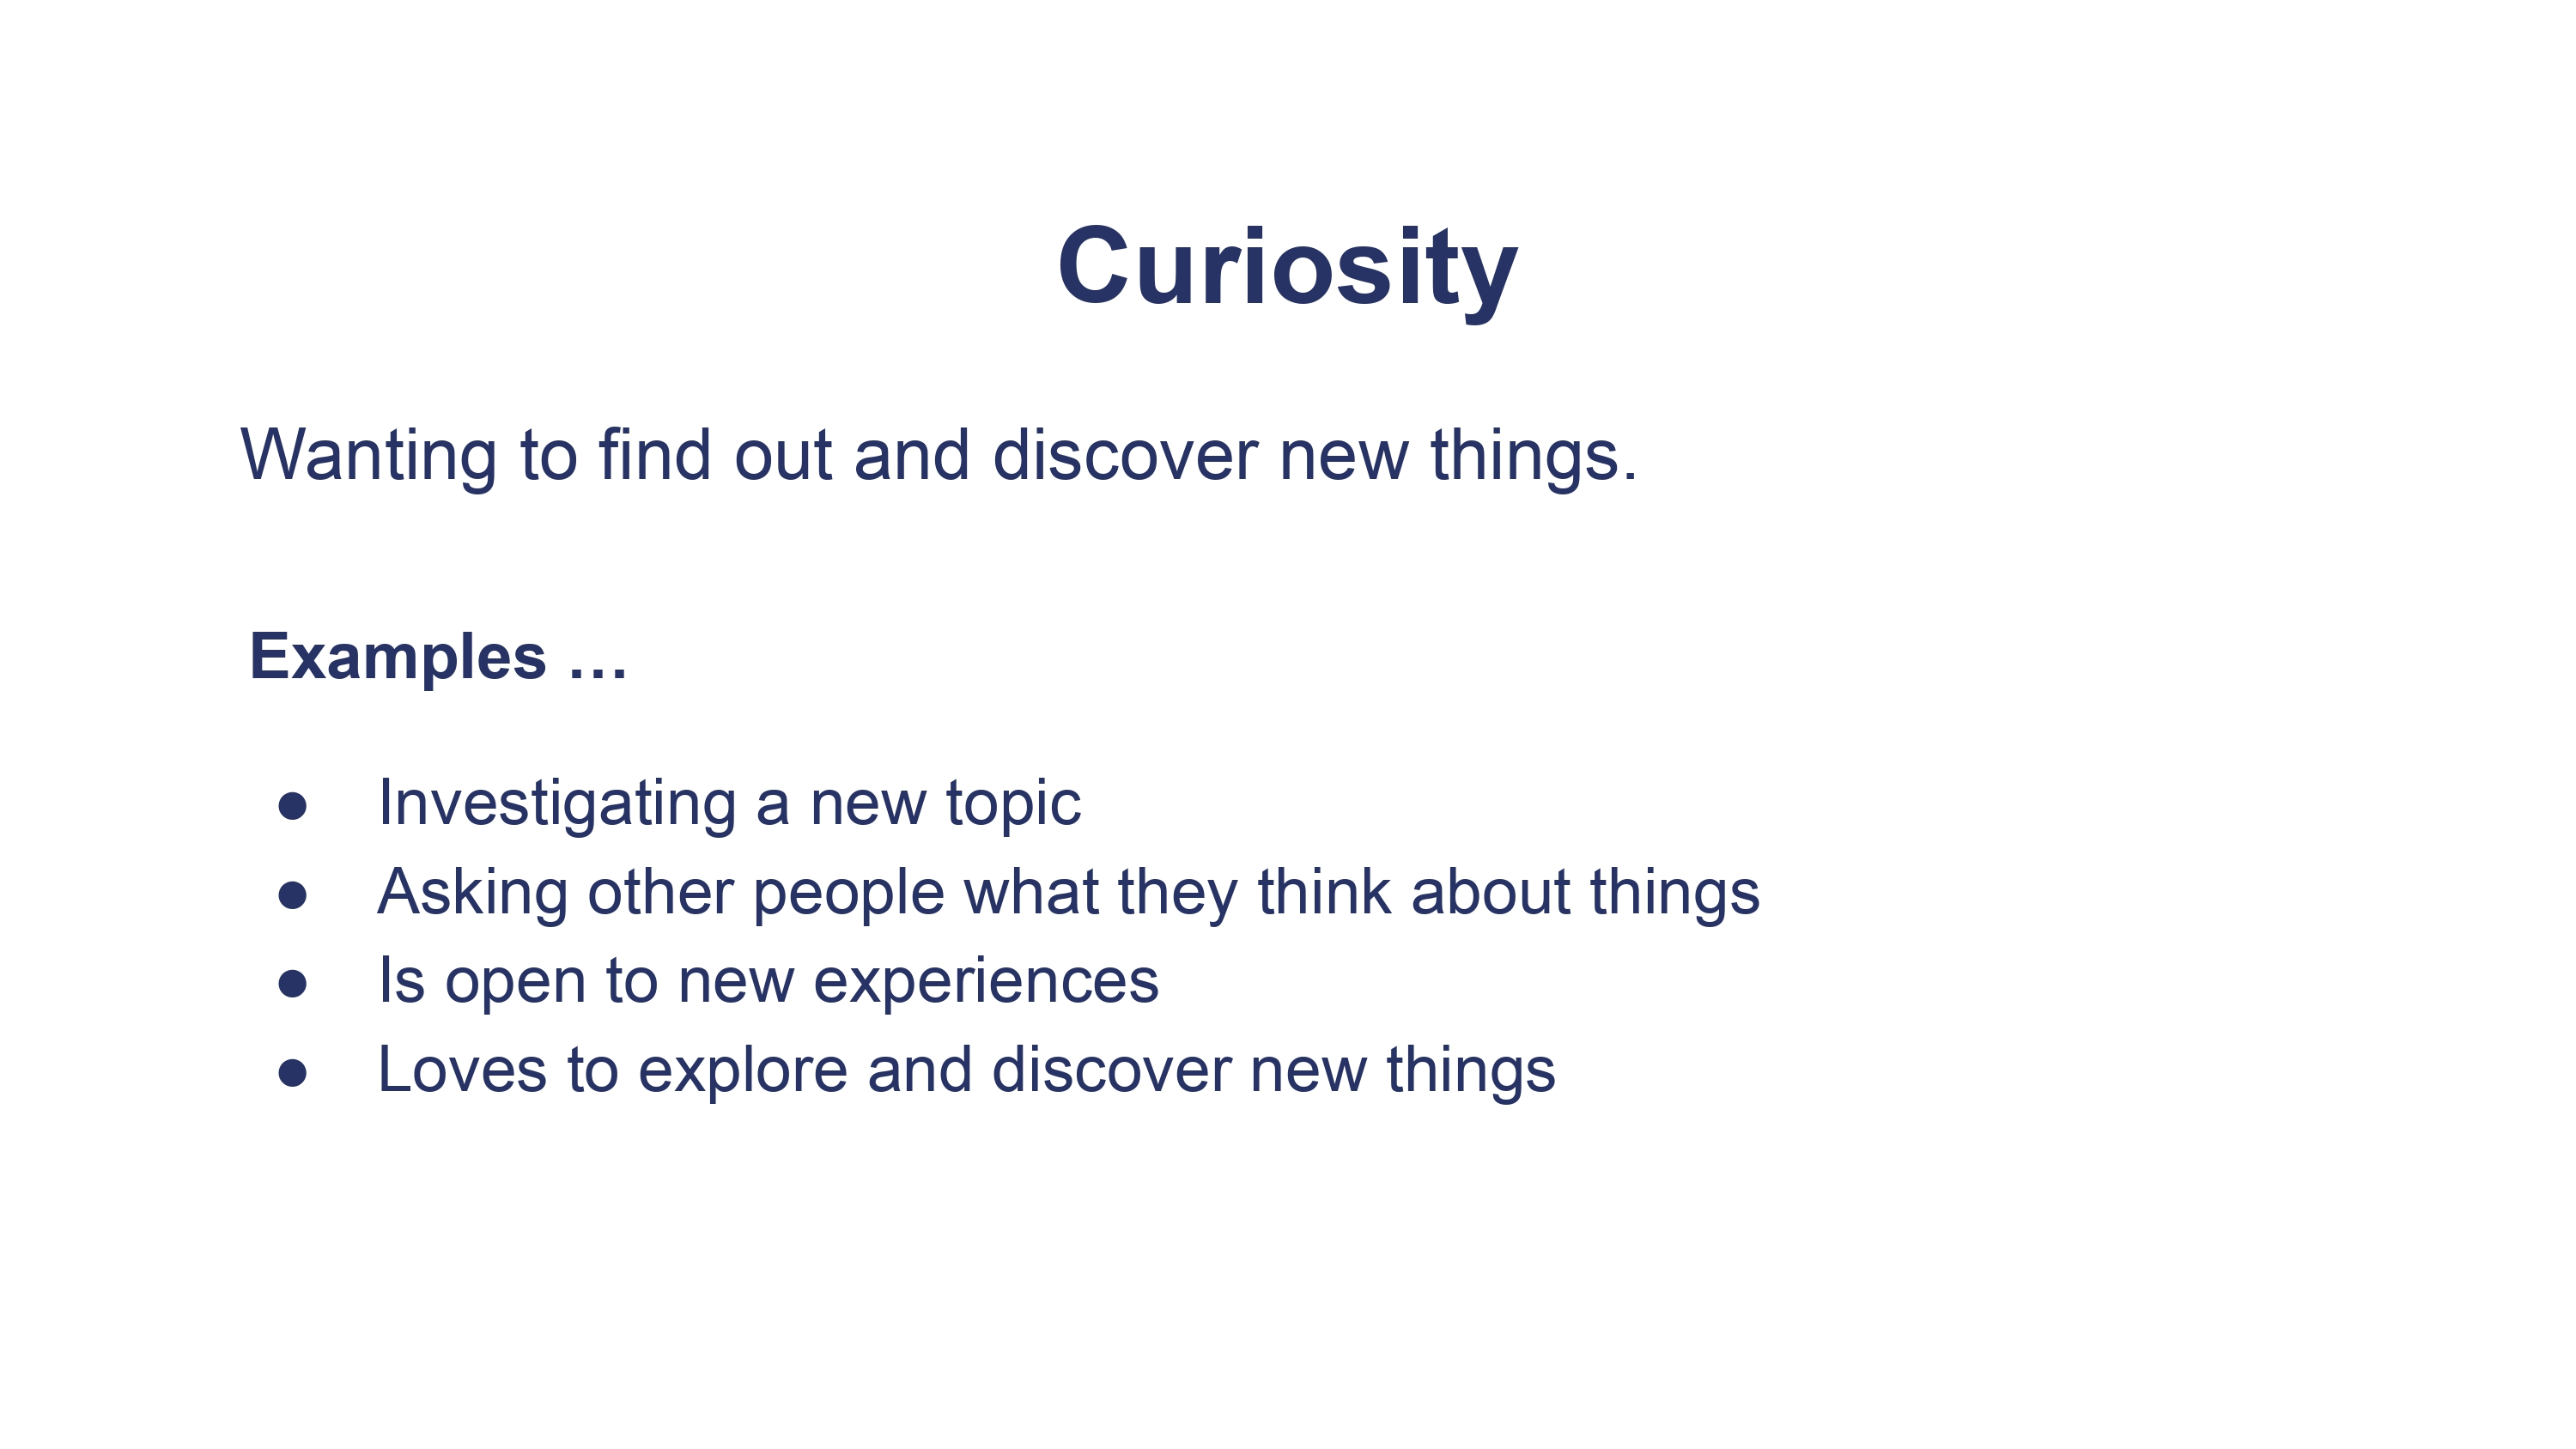 Curiosity
Wanting to find out and discover new things.
Examples …
● Investigating a new topic
● Asking other people what they think about things
● Is open to new experiences
● Loves to explore and discover new things